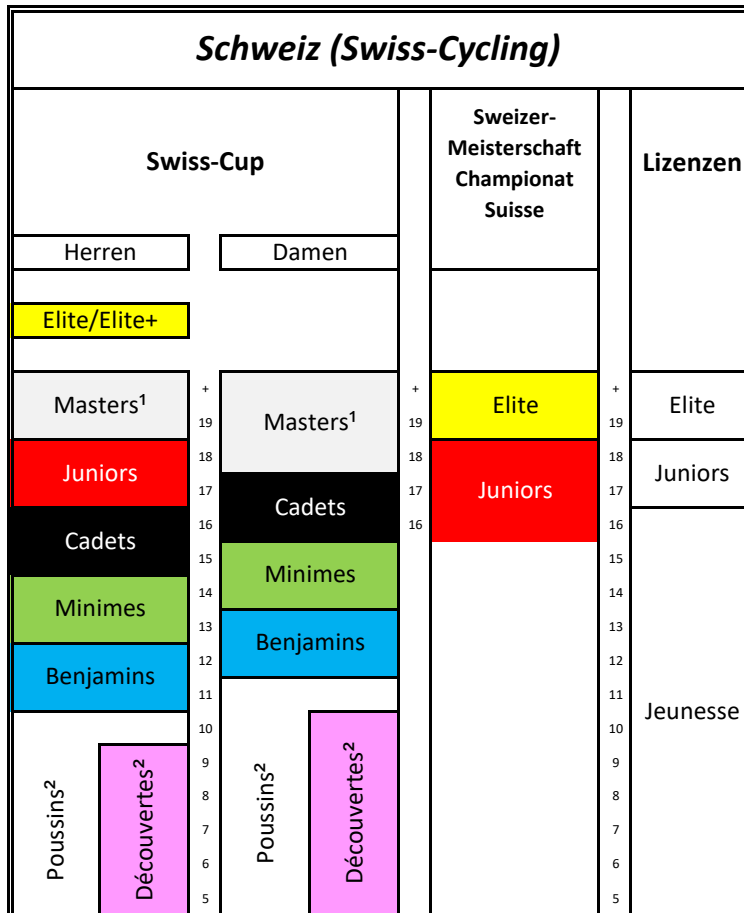 Schweiz (Swiss-Cycling)
Swiss-Cup
Sweizer-
Meisterschaft
Championat
Suisse
Lizenzen
Herren
Damen
Elite/Elite+
Masters¹
Juniors
Cadets
Minimes
Benjamins
Poussins²
Découvertes²
+
19
18
17
16
15
14
13
12
11
10
9
8
7
6
5
Masters¹
Cadets
Minimes
Benjamins
Poussins²
Découvertes²
+
19
18
17
16
Elite
Juniors
+
19
18
17
16
15
14
13
12
11
10
9
8
7
6
5
Elite
Juniors
Jeunesse